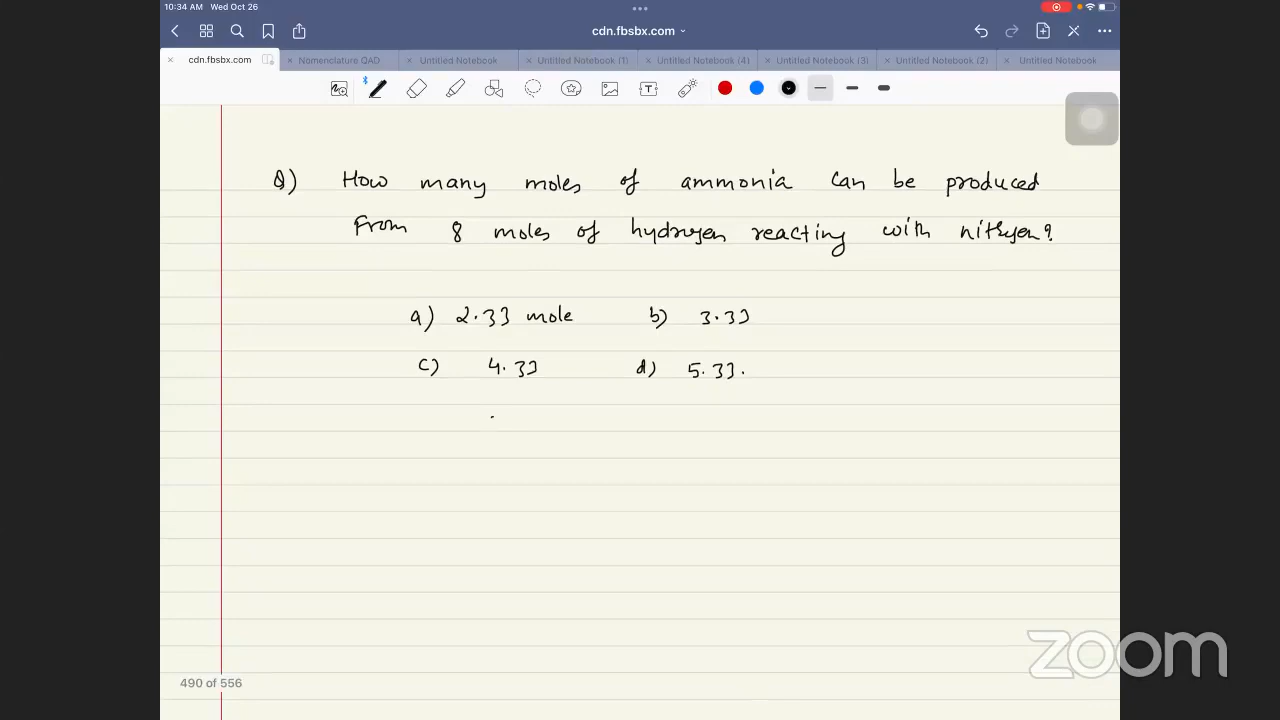 10:34 AM Wed Oct 26
cdn.fbsbx.com
cdn.fbsbx.com Nomenclature QAD Untitled Notebook Untitled Notebook (1) Untitled Notebook (4) Untitled Notebook (3) Untitled Notebook (2) Untitled Notebook
Q) How many moles of ammonia can be produced
From 8 moles of hydrogen reacting with nitrogen?
a) 2.33 mole b) 3.33
c) 4.33 d) 5.33.
490 of 556
zoom